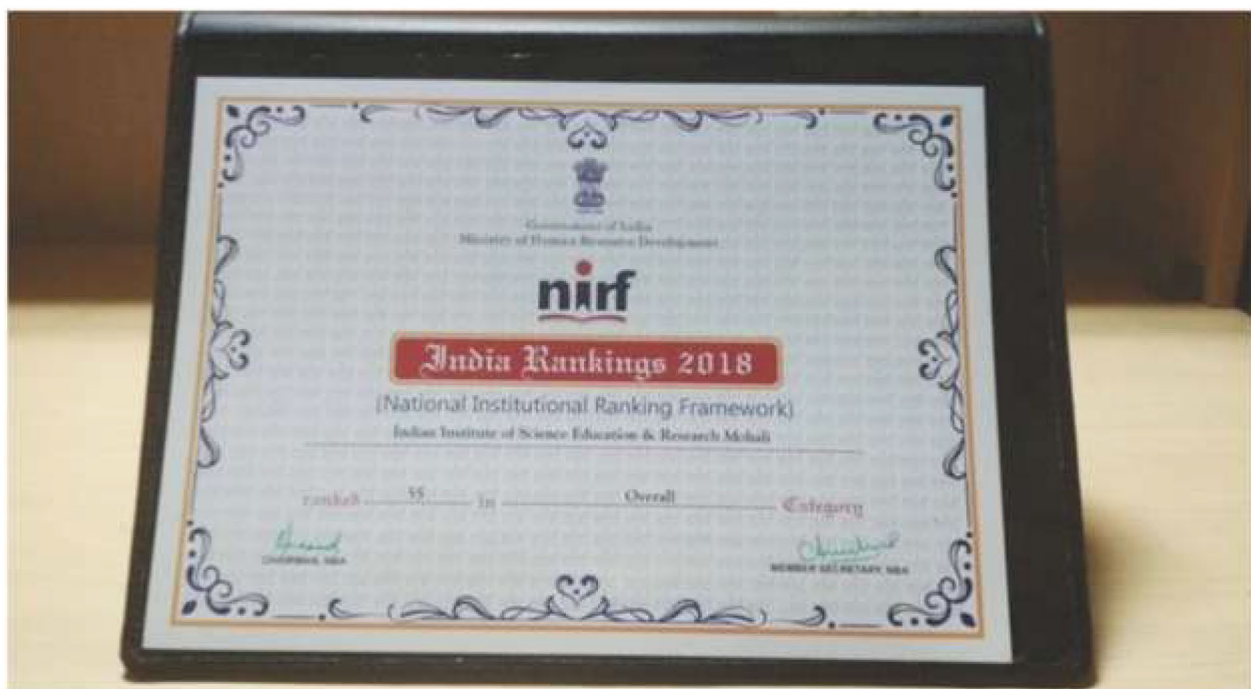 Government of India
Ministry of Human Resource Development
nirf
India Rankings 2018
(National Institutional Ranking Framework)
Indian Institute of Science Education & Research Mohali
ranked 55 in Overall Category
CHAIRMAN, NBA
MEMBER SECRETARY, NBA